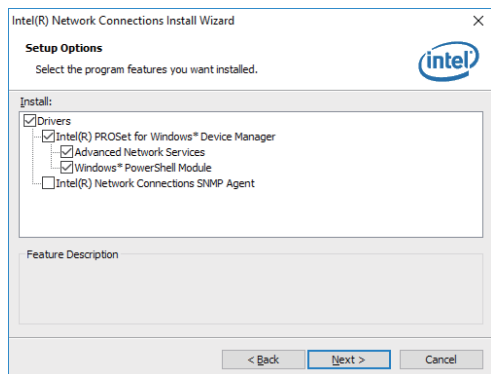 Intel(R) Network Connections Install Wizard
Setup Options
Select the program features you want installed.
intel
Install:
Drivers
Intel(R) PROSet for Windows* Device Manager
Advanced Network Services
Windows* PowerShell Module
Intel(R) Network Connections SNMP Agent
Feature Description
< Back
Next >
Cancel